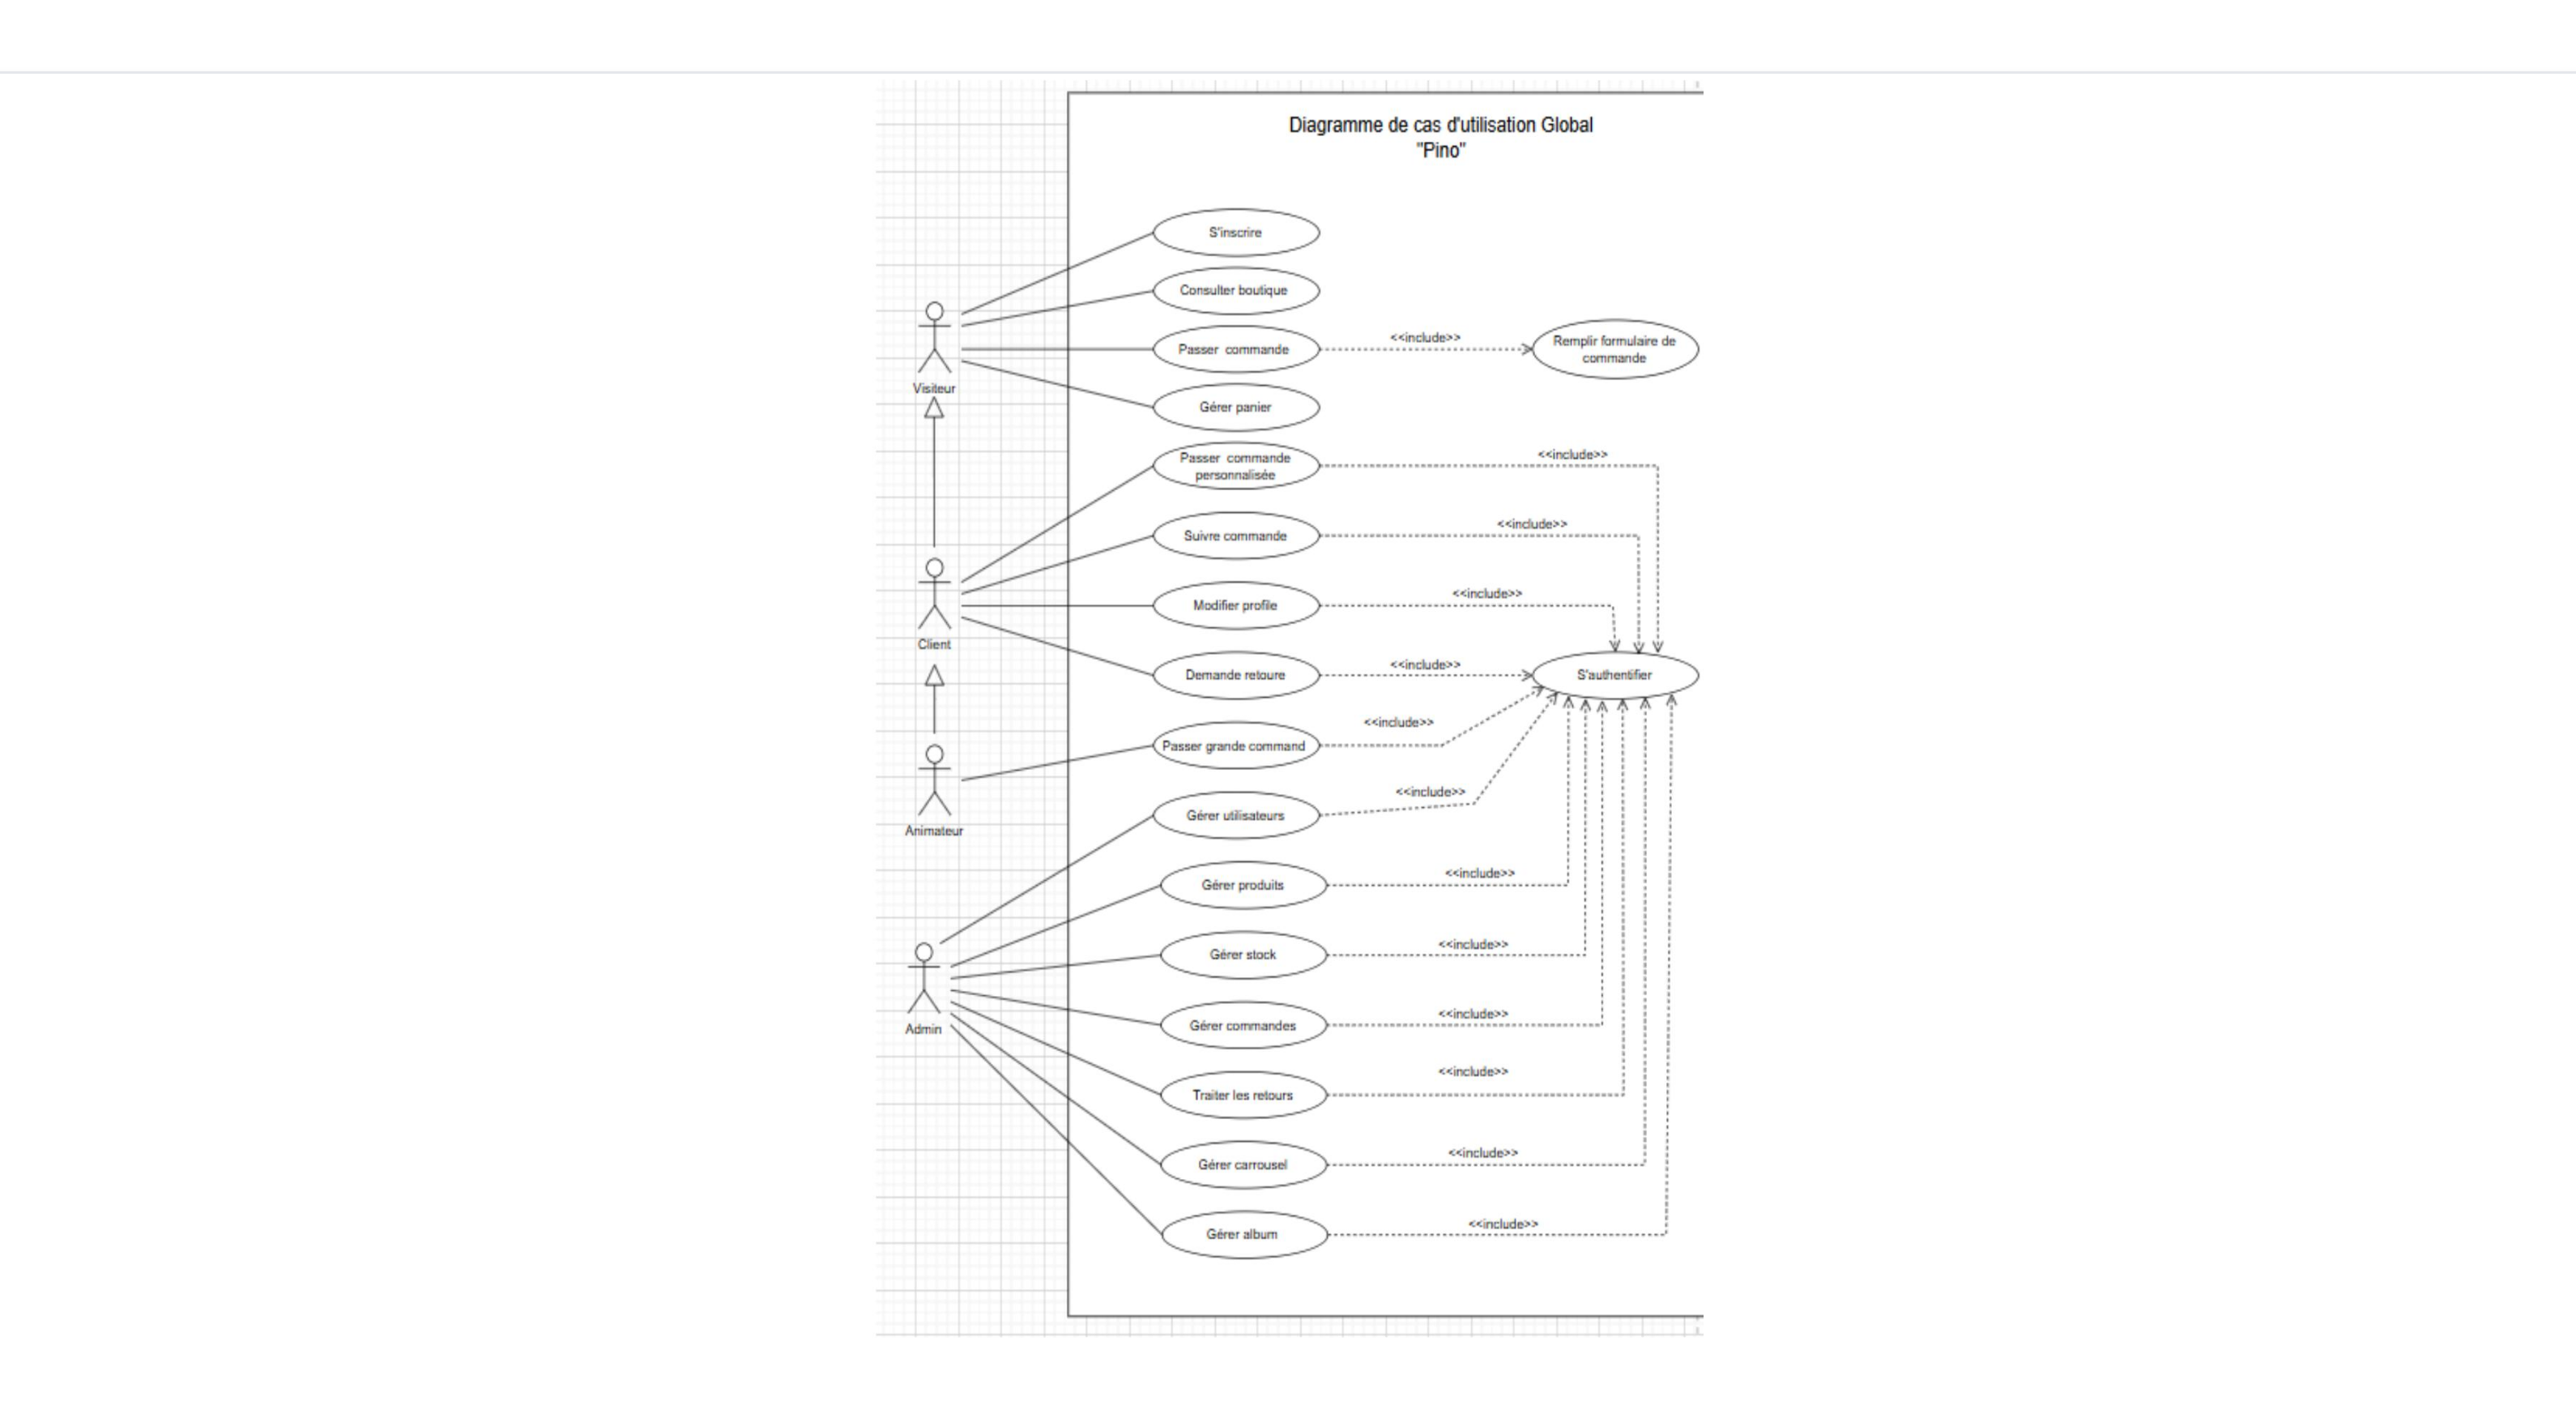 Diagramme de cas d'utilisation Global
"Pino"
S'inscrire
Consulter boutique
Passer commande
<<include>>
Remplir formulaire de
commande
Visiteur
Gérer panier
Passer commande
personnalisée
<<include>>
Suivre commande
<<include>>
Modifier profile
<<include>>
Client
Demande retoure
<<include>>
S'authentifier
Passer grande command
<<include>>
Animateur
Gérer utilisateurs
<<include>>
Gérer produits
<<include>>
Gérer stock
<<include>>
Admin
Gérer commandes
<<include>>
Traiter les retours
<<include>>
Gérer carrousel
<<include>>
Gérer album
<<include>>